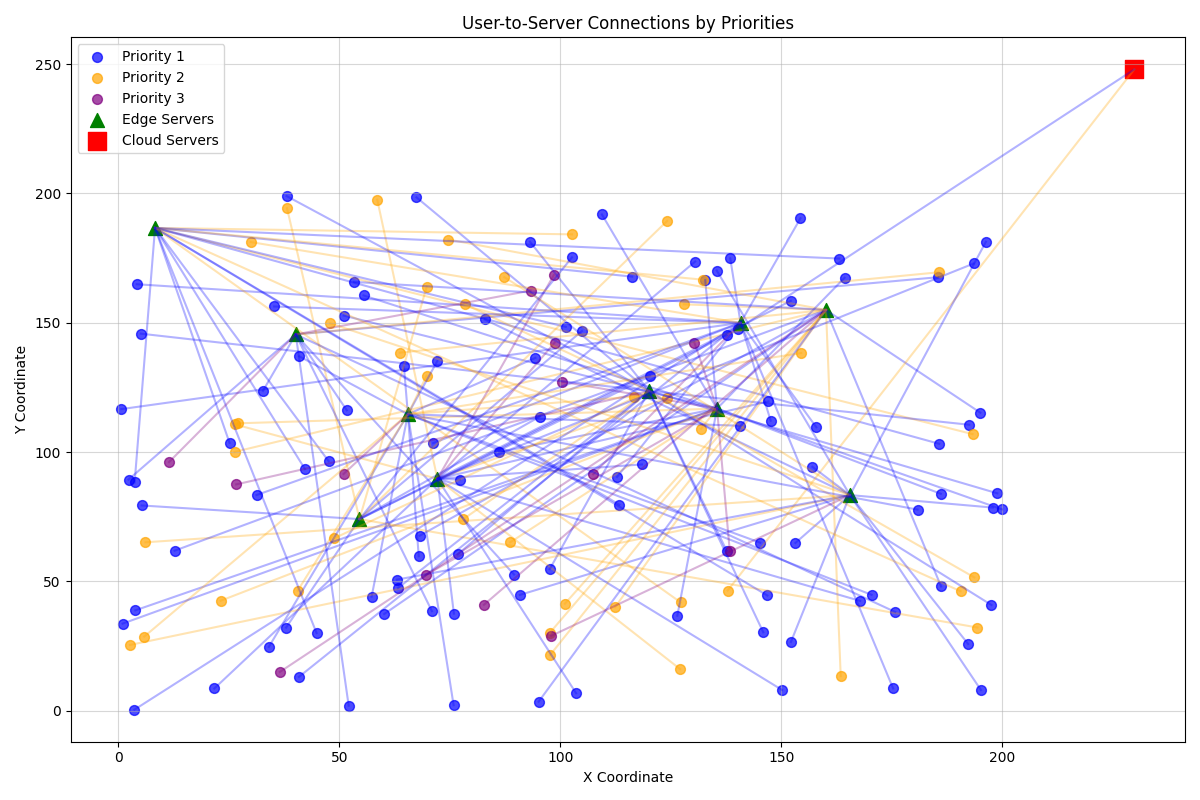 User-to-Server Connections by Priorities
Priority 1
Priority 2
Priority 3
Edge Servers
Cloud Servers
250
200
150
100
50
0
Y Coordinate
0 50 100 150 200
X Coordinate